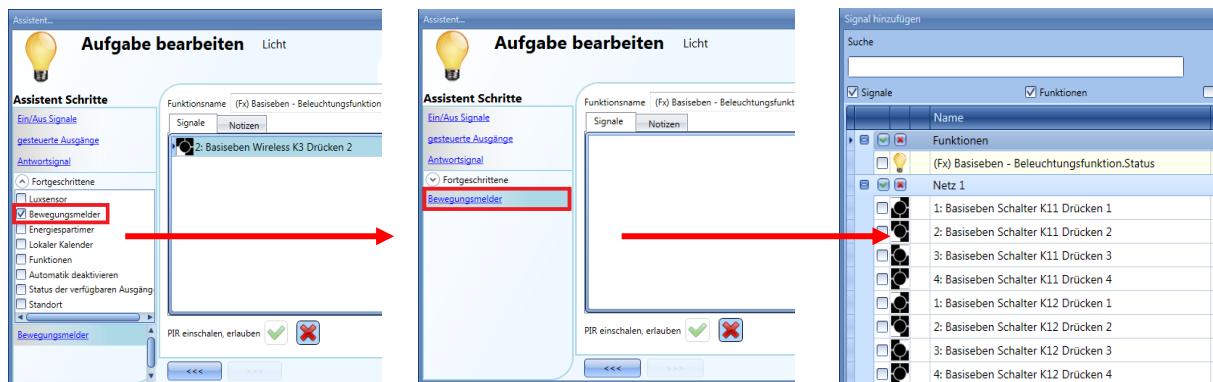 Assistent...
Aufgabe bearbeiten Licht
Assistent Schritte
Ein/Aus Signale
gesteuerte Ausgänge
Antwortsignal
Fortgeschrittene
Luxsensor
Bewegungsmelder
Energiespartimer
Lokaler Kalender
Funktionen
Automatik deaktivieren
Status der verfügbaren Ausgäng
Standort
Bewegungsmelder
Funktionsname (Fx) Basiseben - Beleuchtungsfunktion
Signale Notizen
2: Basiseben Wireless K3 Drücken 2
PIR einschalen, erlauben
<<< >>>
Assistent...
Aufgabe bearbeiten Licht
Assistent Schritte
Ein/Aus Signale
gesteuerte Ausgänge
Antwortsignal
Fortgeschrittene
Bewegungsmelder
Funktionsname (Fx) Basiseben - Beleuchtungsfunkt
Signale Notizen
PIR einschalen, erlauben
<<< >>>
Signal hinzufügen
Suche
Signale Funktionen
Name
Funktionen
(Fx) Basiseben - Beleuchtungsfunktion.Status
Netz 1
1: Basiseben Schalter K11 Drücken 1
2: Basiseben Schalter K11 Drücken 2
3: Basiseben Schalter K11 Drücken 3
4: Basiseben Schalter K11 Drücken 4
1: Basiseben Schalter K12 Drücken 1
2: Basiseben Schalter K12 Drücken 2
3: Basiseben Schalter K12 Drücken 3
4: Basiseben Schalter K12 Drücken 4